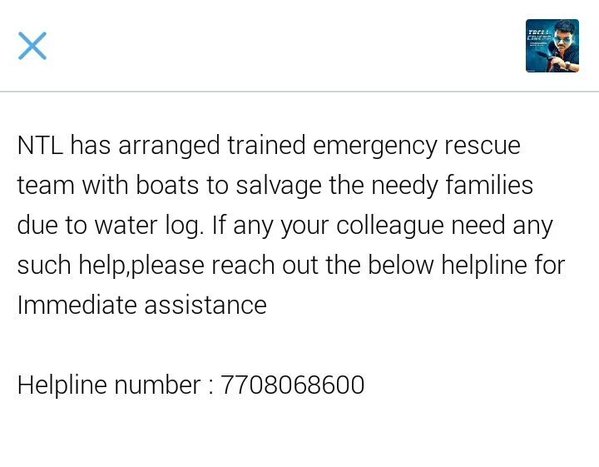 NTL has arranged trained emergency rescue
team with boats to salvage the needy families
due to water log. If any your colleague need any
such help,please reach out the below helpline for
Immediate assistance
Helpline number : 7708068600